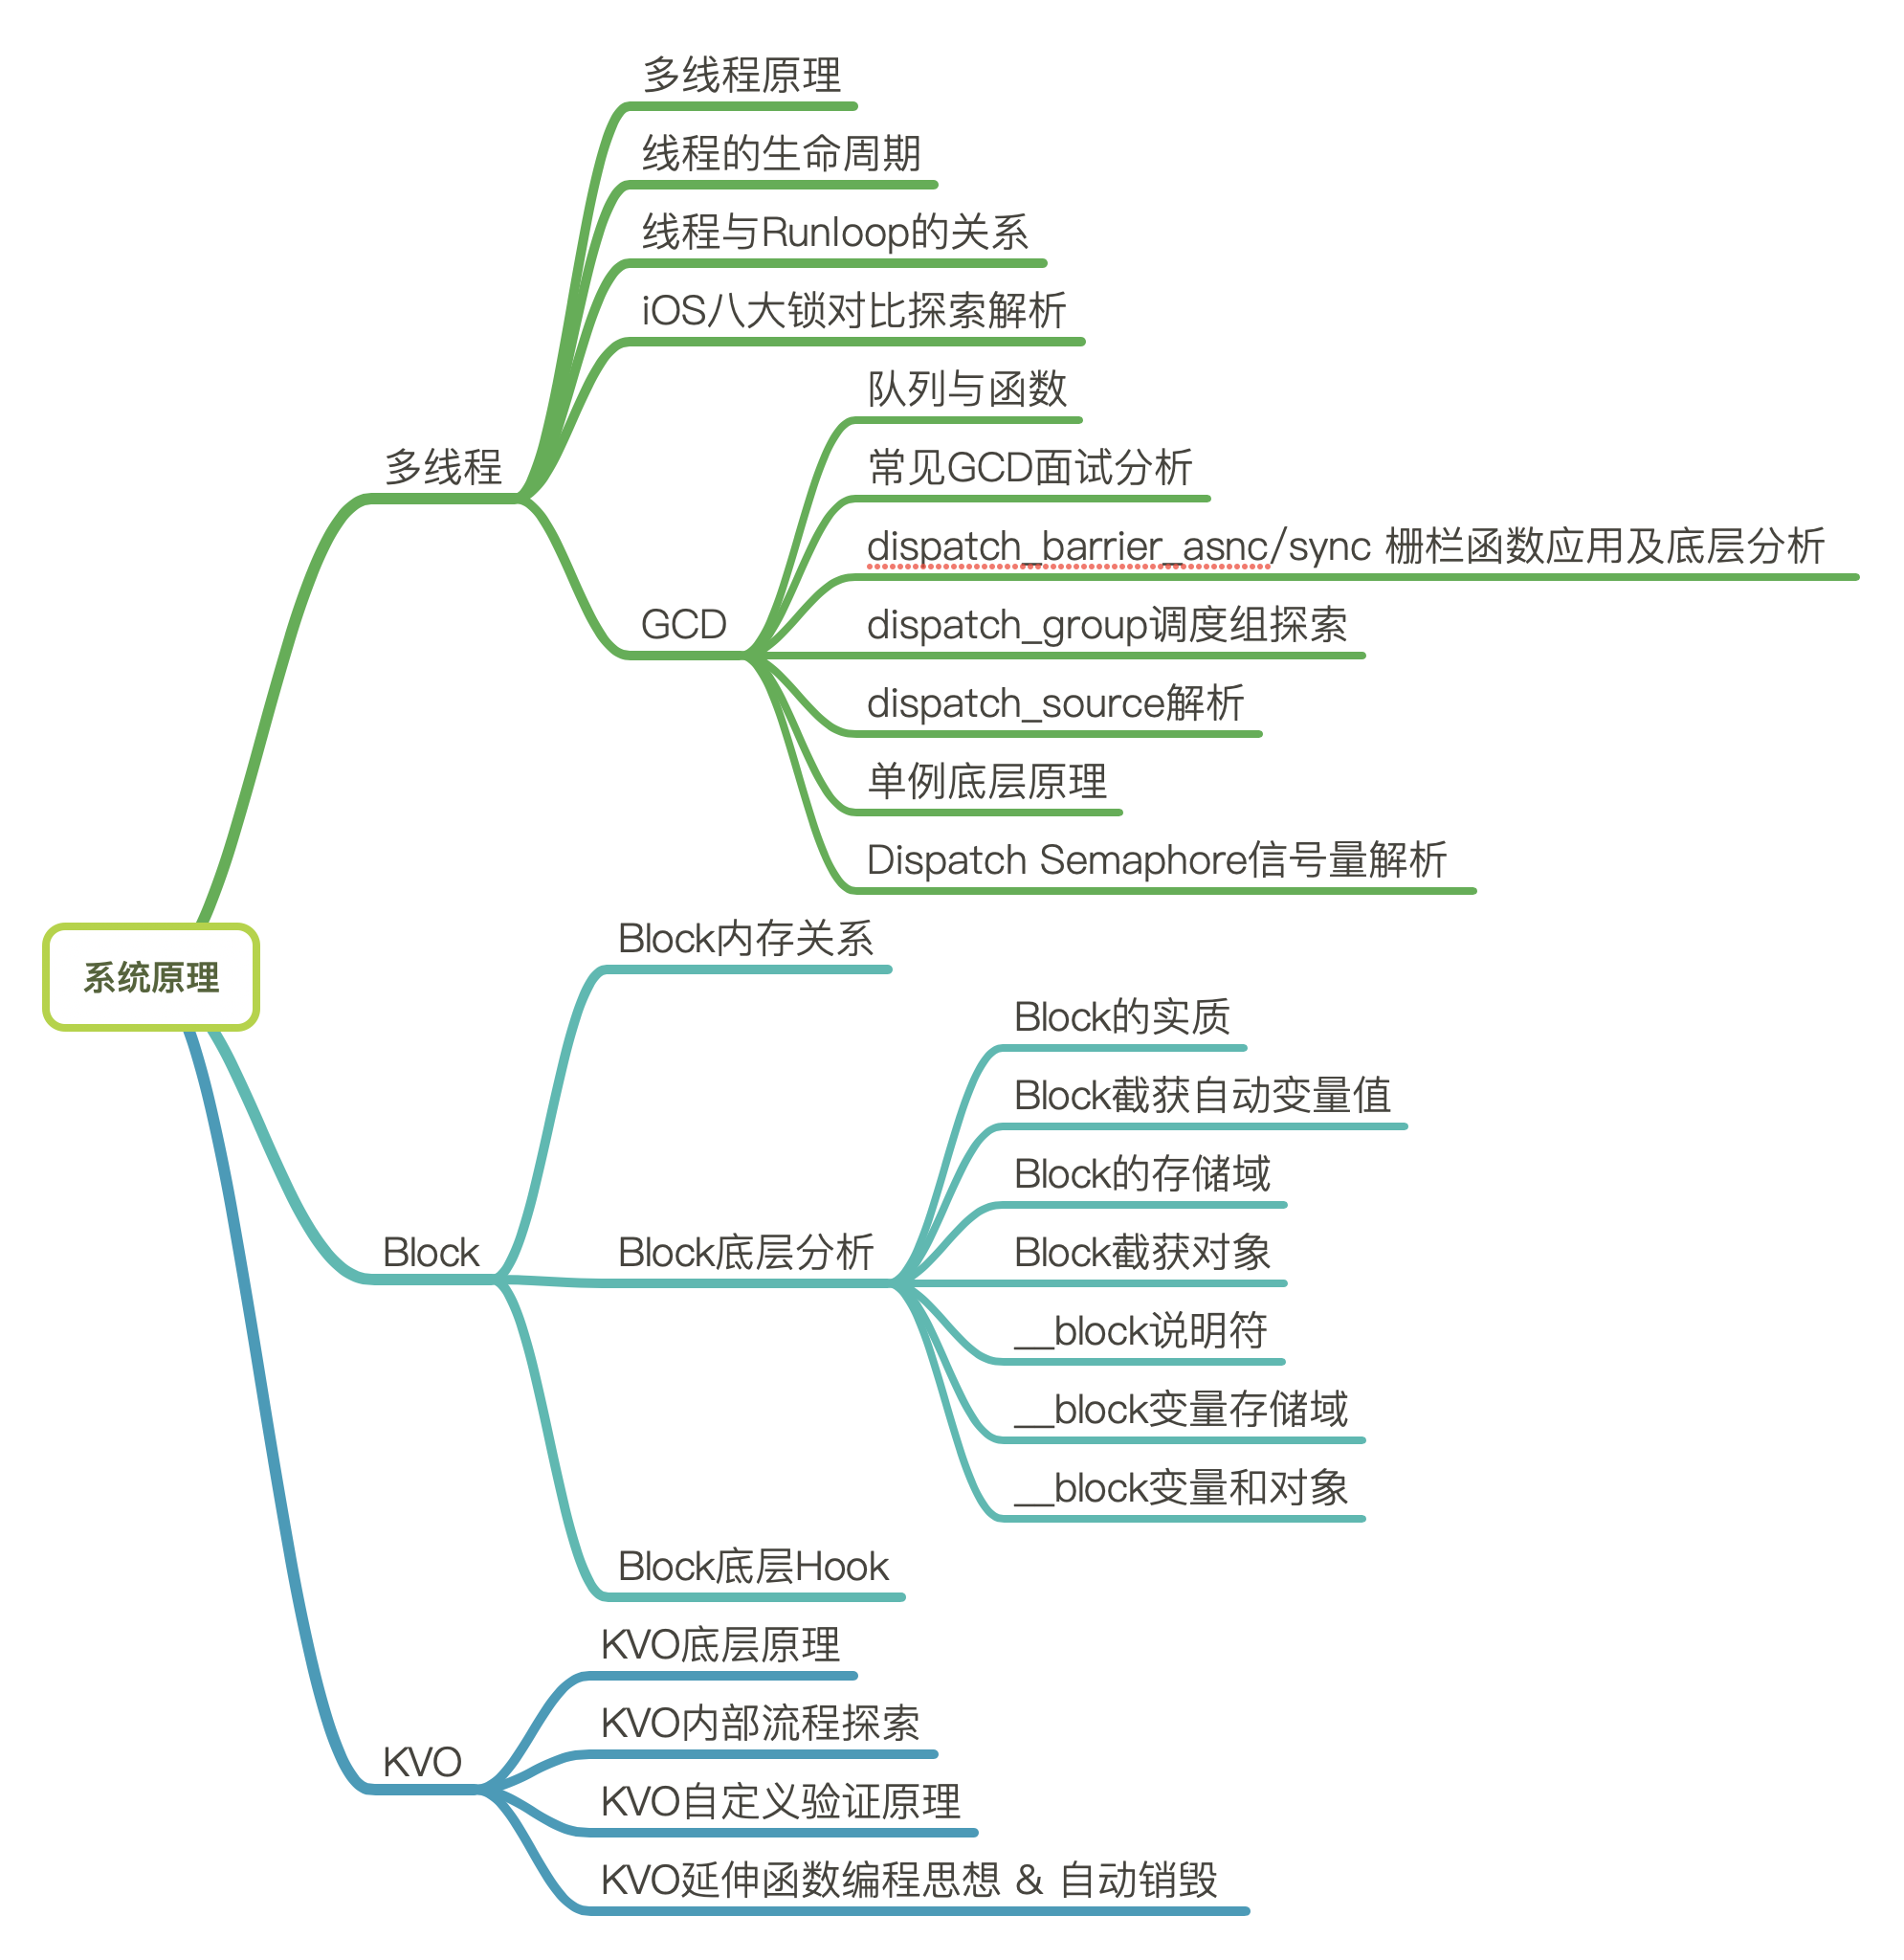 多线程原理
线程的生命周期
线程与Runloop的关系
iOS八大锁对比探索解析
队列与函数
多线程
常见GCD面试分析
dispatch_barrier_asnc/sync 栅栏函数应用及底层分析
GCD
dispatch_group调度组探索
dispatch_source解析
单例底层原理
Dispatch Semaphore信号量解析
Block内存关系
系统原理
Block的实质
Block截获自动变量值
Block的存储域
Block
Block底层分析
Block截获对象
__block说明符
__block变量存储域
__block变量和对象
Block底层Hook
KVO底层原理
KVO内部流程探索
KVO
KVO自定义验证原理
KVO延伸函数编程思想 & 自动销毁